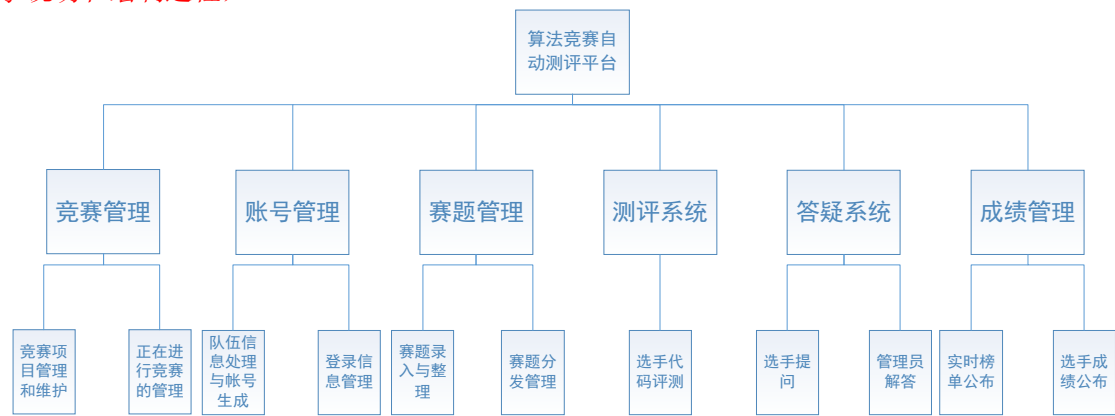 算法竞赛自
动测评平台
竞赛管理
账号管理
赛题管理
测评系统
答疑系统
成绩管理
竞赛项
目管理
和维护
正在进
行竞赛
的管理
队伍信
息处理
与帐号
生成
登录信
息管理
赛题录
入与整
理
赛题分
发管理
选手代
码评测
选手提
问
管理员
解答
实时榜
单公布
选手成
绩公布